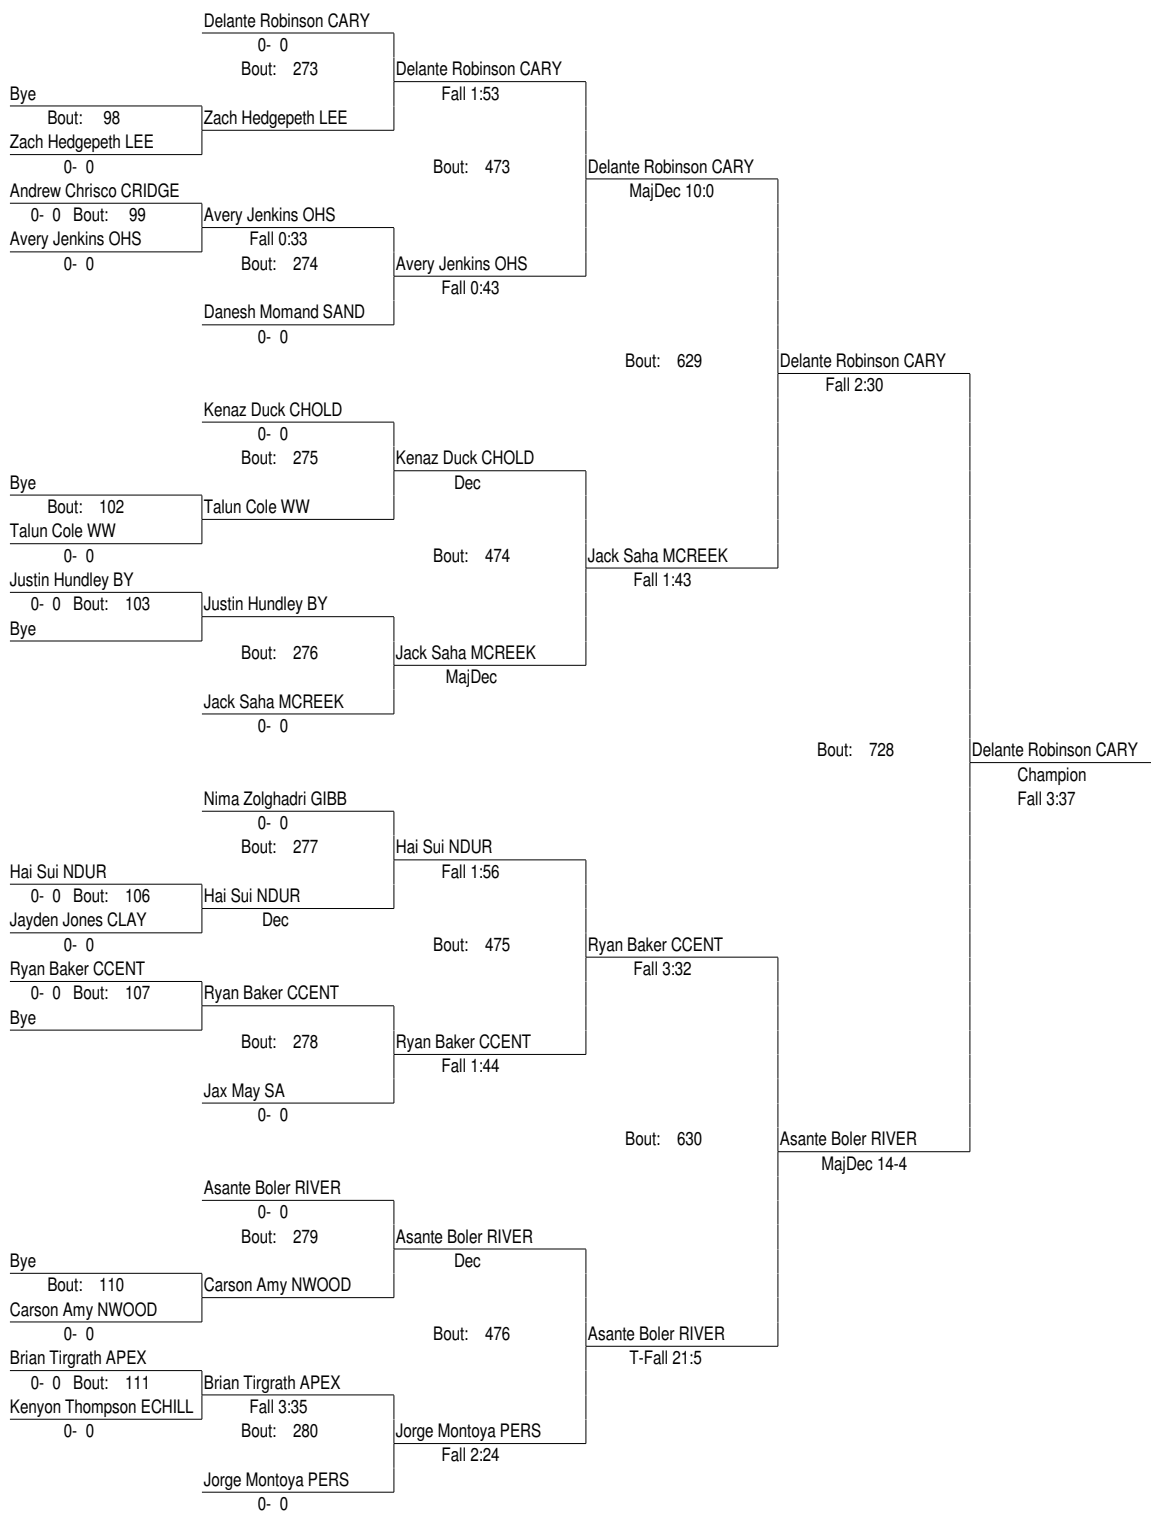 Delante Robinson CARY
0- 0
Bout: 273
Delante Robinson CARY
Fall 1:53
Bye
Bout: 98
Zach Hedgepeth LEE
Zach Hedgepeth LEE
0- 0
Bout: 473
Delante Robinson CARY
MajDec 10:0
Andrew Chrisco CRIDGE
0- 0 Bout: 99
Avery Jenkins OHS
Avery Jenkins OHS
Fall 0:33
0- 0
Bout: 274
Avery Jenkins OHS
Fall 0:43
Danesh Momand SAND
0- 0
Bout: 629
Delante Robinson CARY
Fall 2:30
Kenaz Duck CHOLD
0- 0
Bout: 275
Kenaz Duck CHOLD
Dec
Bye
Bout: 102
Talun Cole WW
Talun Cole WW
0- 0
Bout: 474
Jack Saha MCREEK
Fall 1:43
Justin Hundley BY
0- 0 Bout: 103
Justin Hundley BY
Bye
Bout: 276
Jack Saha MCREEK
MajDec
Jack Saha MCREEK
0- 0
Bout: 728
Delante Robinson CARY
Champion
Fall 3:37
Nima Zolghadri GIBB
0- 0
Bout: 277
Hai Sui NDUR
Fall 1:56
Hai Sui NDUR
0- 0 Bout: 106
Hai Sui NDUR
Jayden Jones CLAY
Dec
0- 0
Bout: 475
Ryan Baker CCENT
Fall 3:32
Ryan Baker CCENT
0- 0 Bout: 107
Ryan Baker CCENT
Bye
Bout: 278
Ryan Baker CCENT
Fall 1:44
Jax May SA
0- 0
Bout: 630
Asante Boler RIVER
MajDec 14-4
Asante Boler RIVER
0- 0
Bout: 279
Asante Boler RIVER
Dec
Bye
Bout: 110
Carson Amy NWOOD
Carson Amy NWOOD
0- 0
Bout: 476
Asante Boler RIVER
T-Fall 21:5
Brian Tirgrath APEX
0- 0 Bout: 111
Brian Tirgrath APEX
Kenyon Thompson ECHILL
Fall 3:35
0- 0
Bout: 280
Jorge Montoya PERS
Fall 2:24
Jorge Montoya PERS
0- 0